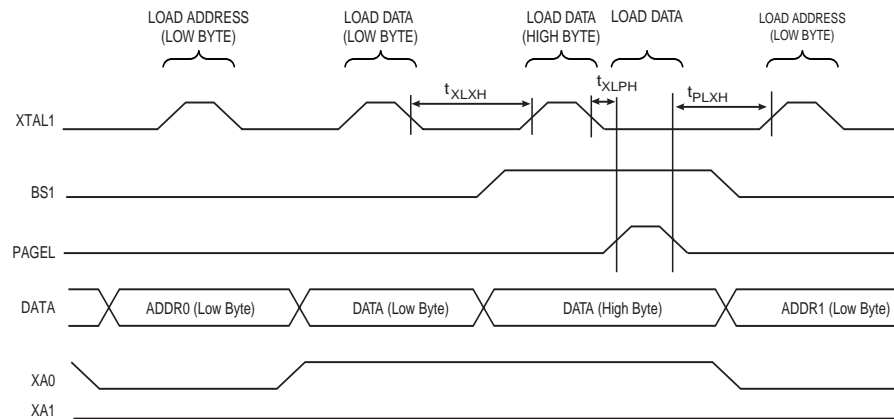 LOAD ADDRESS
(LOW BYTE)
LOAD DATA
(LOW BYTE)
LOAD DATA
(HIGH BYTE)
LOAD DATA
LOAD ADDRESS
(LOW BYTE)
tXLXH
tXLPH
tPLXH
XTAL1
BS1
PAGEL
DATA
ADDR0 (Low Byte)
DATA (Low Byte)
DATA (High Byte)
ADDR1 (Low Byte)
XA0
XA1